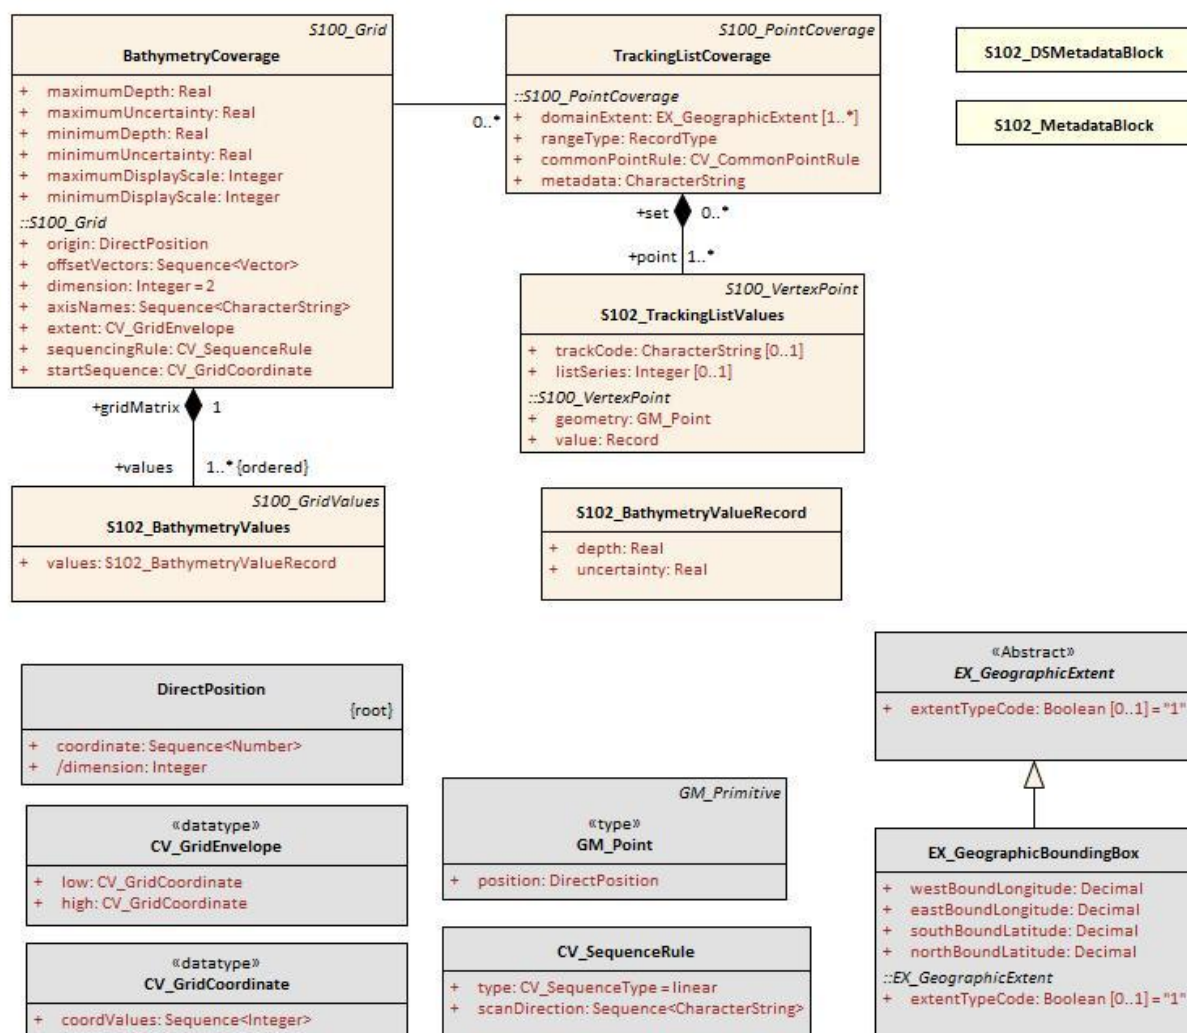 S100_Grid
BathymetryCoverage
+ maximumDepth: Real
+ maximumUncertainty: Real
+ minimumDepth: Real
+ minimumUncertainty: Real
+ maximumDisplayScale: Integer
+ minimumDisplayScale: Integer
::S100_Grid
+ origin: DirectPosition
+ offsetVectors: Sequence<Vector>
+ dimension: Integer = 2
+ axisNames: Sequence<CharacterString>
+ extent: CV_GridEnvelope
+ sequencingRule: CV_SequenceRule
+ startSequence: CV_GridCoordinate
+gridMatrix 1
+values 1..* {ordered}
S100_GridValues
S102_BathymetryValues
+ values: S102_BathymetryValueRecord
0..*
S100_PointCoverage
TrackingListCoverage
::S100_PointCoverage
+ domainExtent: EX_GeographicExtent [1..*]
+ rangeType: RecordType
+ commonPointRule: CV_CommonPointRule
+ metadata: CharacterString
+set 0..*
+point 1..*
S100_VertexPoint
S102_TrackingListValues
+ trackCode: CharacterString [0..1]
+ listSeries: Integer [0..1]
::S100_VertexPoint
+ geometry: GM_Point
+ value: Record
S102_BathymetryValueRecord
+ depth: Real
+ uncertainty: Real
S102_DSMetadataBlock
S102_MetadataBlock
DirectPosition
{root}
+ coordinate: Sequence<Number>
+ /dimension: Integer
«datatype»
CV_GridEnvelope
+ low: CV_GridCoordinate
+ high: CV_GridCoordinate
«datatype»
CV_GridCoordinate
+ coordValues: Sequence<Integer>
GM_Primitive
«type»
GM_Point
+ position: DirectPosition
CV_SequenceRule
+ type: CV_SequenceType = linear
+ scanDirection: Sequence<CharacterString>
«Abstract»
EX_GeographicExtent
+ extentTypeCode: Boolean [0..1] = "1"
EX_GeographicBoundingBox
+ westBoundLongitude: Decimal
+ eastBoundLongitude: Decimal
+ southBoundLatitude: Decimal
+ northBoundLatitude: Decimal
::EX_GeographicExtent
+ extentTypeCode: Boolean [0..1] = "1"